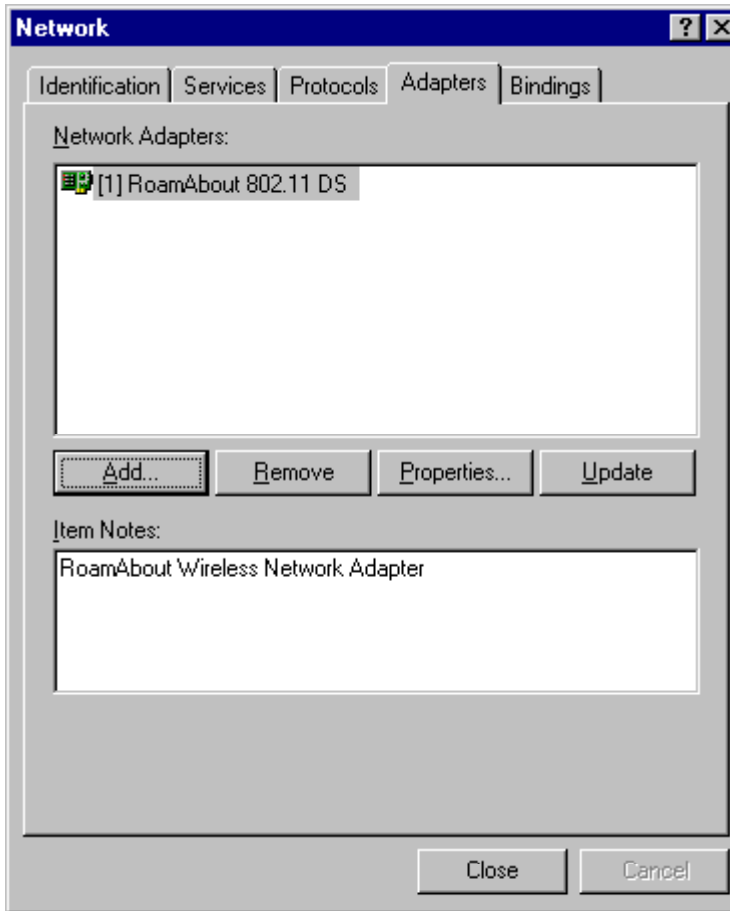 Network
Identification Services Protocols Adapters Bindings
Network Adapters:
[1] RoamAbout 802.11 DS
Add... Remove Properties... Update
Item Notes:
RoamAbout Wireless Network Adapter
Close Cancel